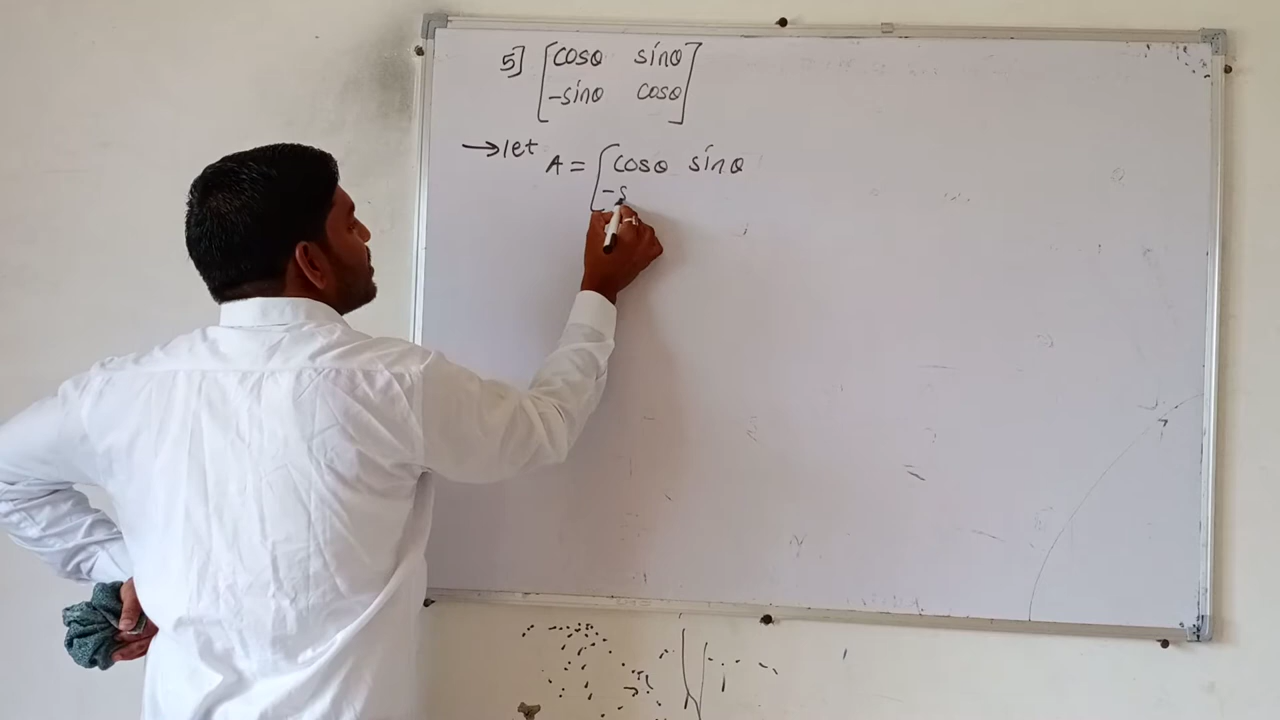 5] [cosθ sinθ
-sinθ cosθ]
→ let A = [cosθ sinθ
-s